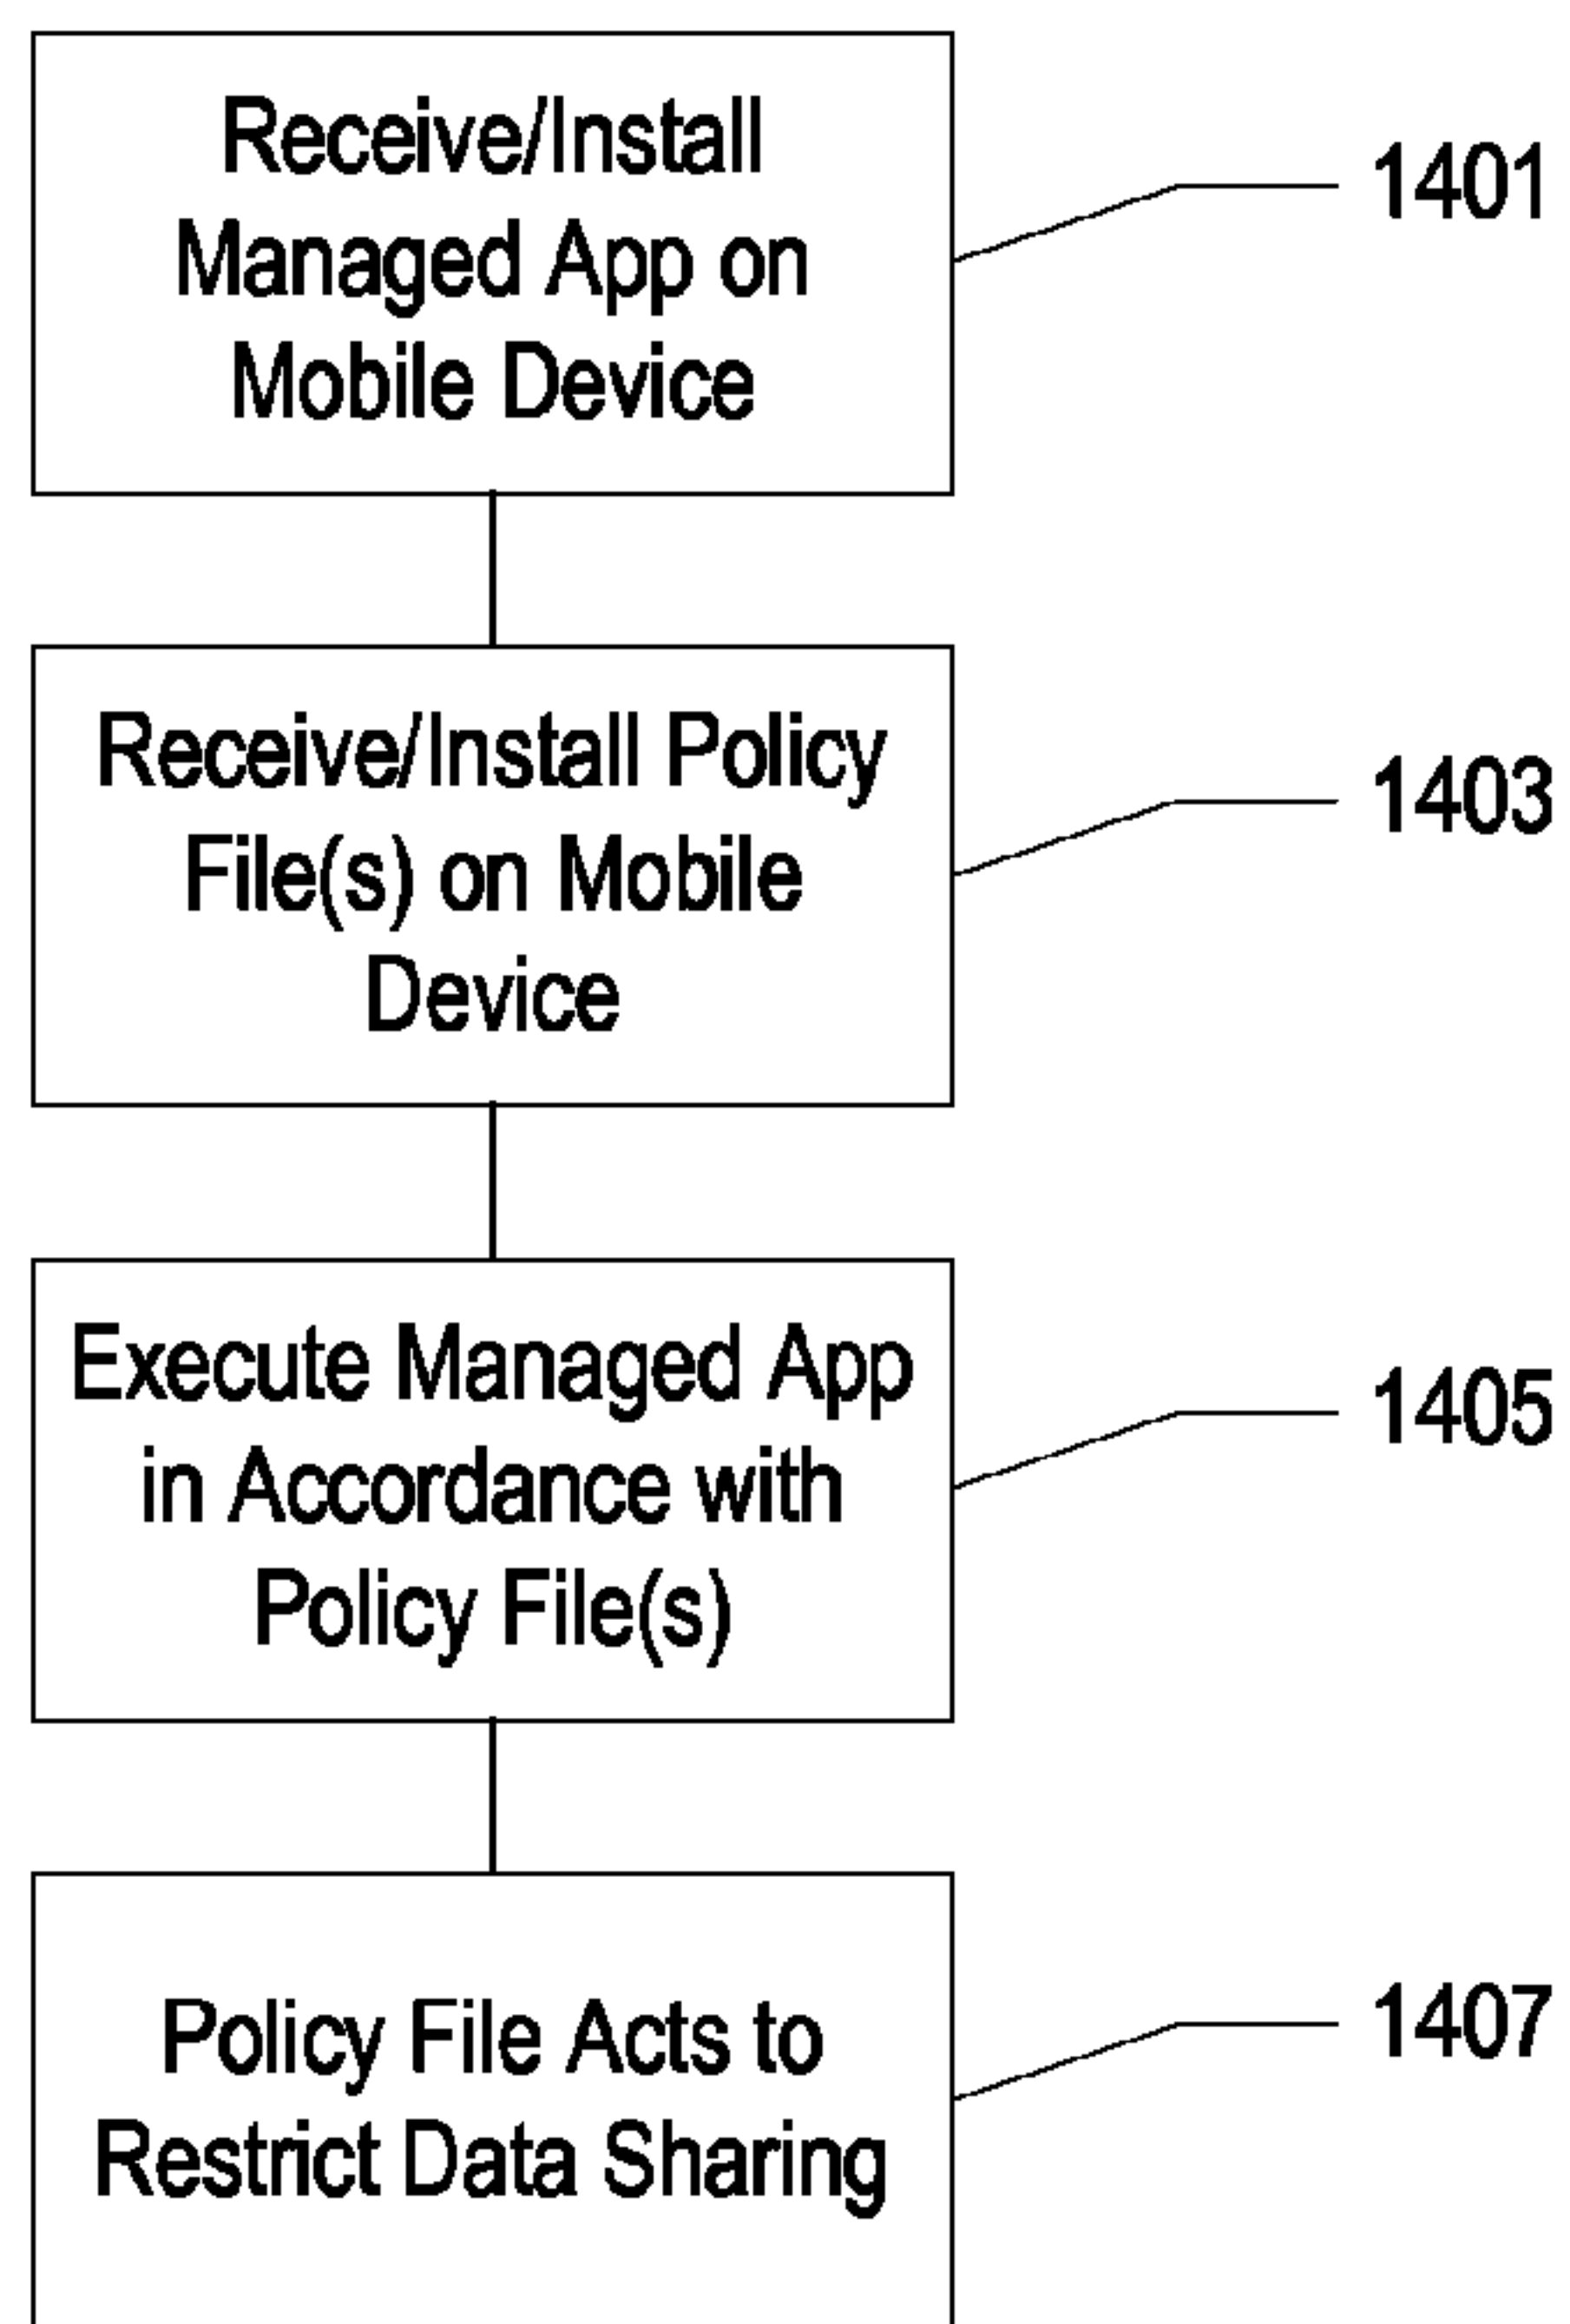 Receive/Install
Managed App on
Mobile Device
1401
Receive/Install Policy
File(s) on Mobile
Device
1403
Execute Managed App
in Accordance with
Policy File(s)
1405
Policy File Acts to
Restrict Data Sharing
1407